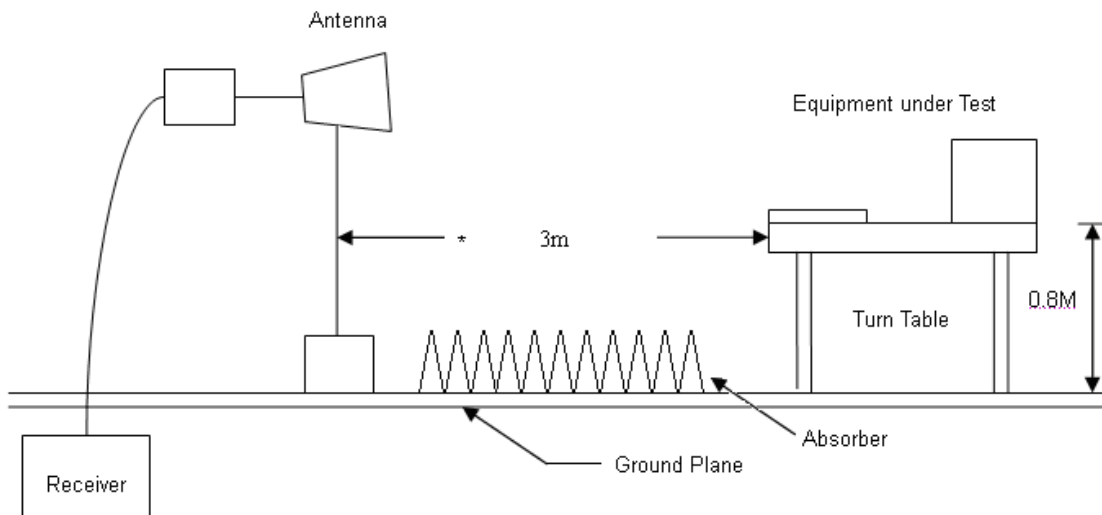 Antenna
Equipment under Test
* 3m
0.8M
Turn Table
Absorber
Ground Plane
Receiver